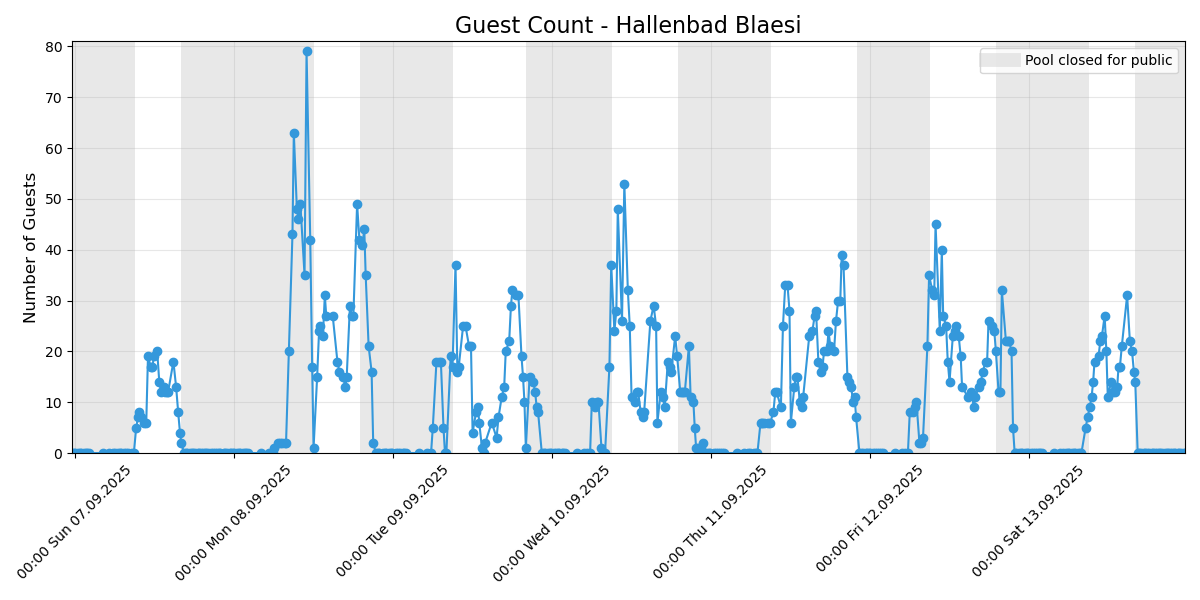 Guest Count - Hallenbad Blaesi
Pool closed for public
Number of Guests
80
70
60
50
40
30
20
10
0
00:00 Sun 07.09.2025
00:00 Mon 08.09.2025
00:00 Tue 09.09.2025
00:00 Wed 10.09.2025
00:00 Thu 11.09.2025
00:00 Fri 12.09.2025
00:00 Sat 13.09.2025